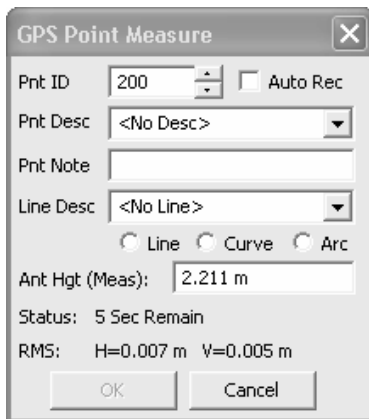 GPS Point Measure
Pnt ID 200 Auto Rec
Pnt Desc <No Desc>
Pnt Note
Line Desc <No Line>
Line Curve Arc
Ant Hgt (Meas): 2.211 m
Status: 5 Sec Remain
RMS: H=0.007 m V=0.005 m
OK Cancel